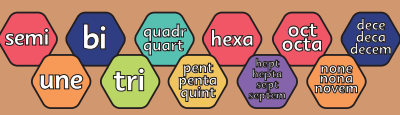 semi
une
bi
tri
quadr
quart
pent
penta
quint
hexa
hept
hepta
sept
septem
oct
octa
none
nona
novem
dece
deca
decem